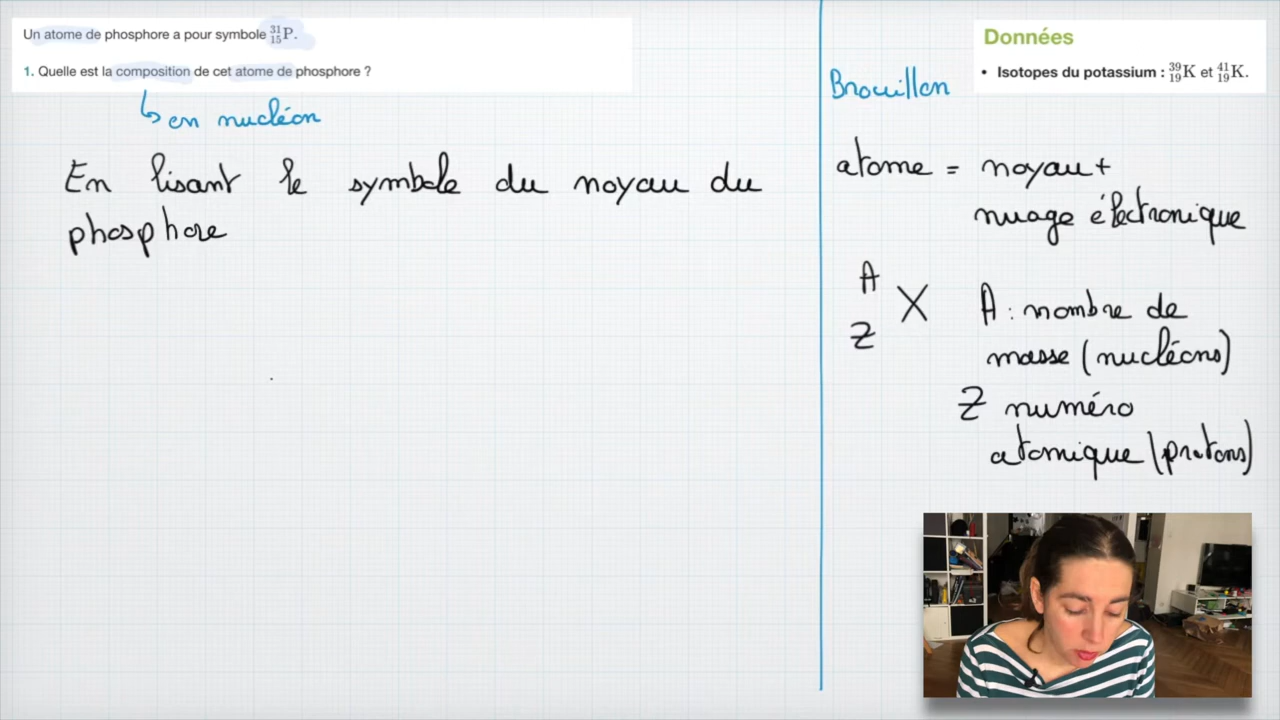 Un atome de phosphore a pour symbole ³¹₁₅P.
1. Quelle est la composition de cet atome de phosphore ?
↳ en nucléon
En lisant le symbole du noyau du
phosphore
Données
• Isotopes du potassium : ³⁹₁₉K et ⁴¹₁₉K.
Brouillon
atome = noyau +
nuage électronique
A
Z X
A : nombre de
masse (nucléons)
Z numéro
atomique (protons)